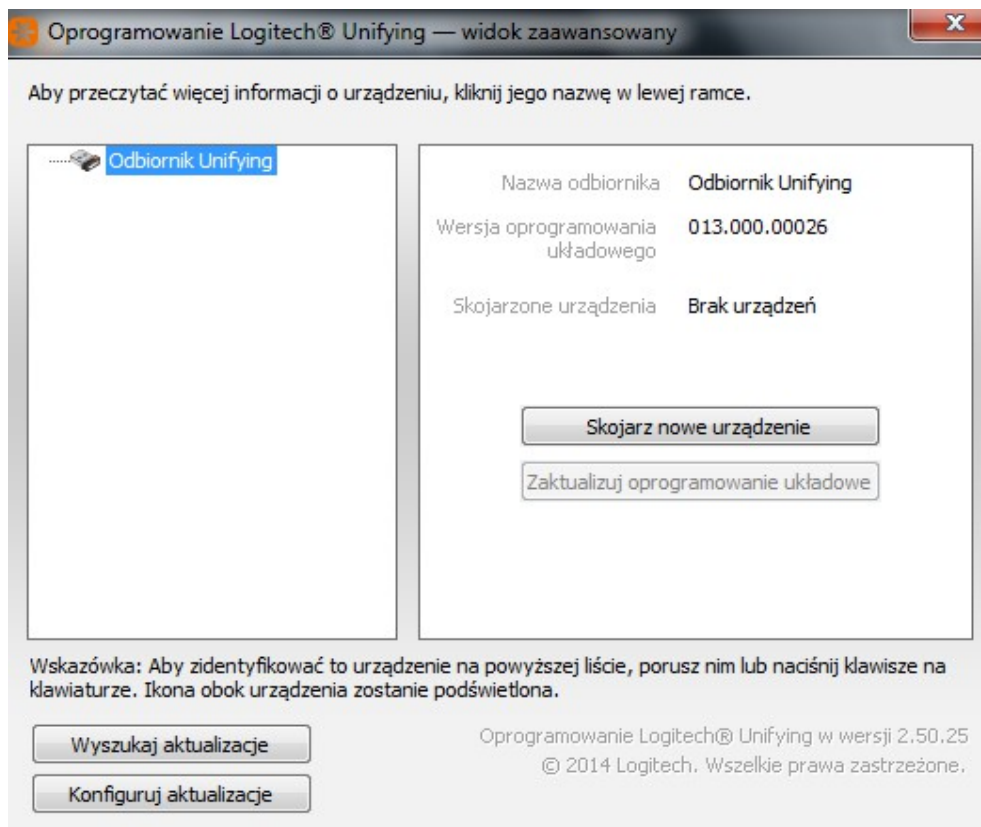 Oprogramowanie Logitech® Unifying — widok zaawansowany
Aby przeczytać więcej informacji o urządzeniu, kliknij jego nazwę w lewej ramce.
Odbiornik Unifying
Nazwa odbiornika Odbiornik Unifying
Wersja oprogramowania 013.000.00026
układowego
Skojarzone urządzenia Brak urządzeń
Skojarz nowe urządzenie
Zaktualizuj oprogramowanie układowe
Wskazówka: Aby zidentyfikować to urządzenie na powyższej liście, porusz nim lub naciśnij klawisze na
klawiaturze. Ikona obok urządzenia zostanie podświetlona.
Wyszukaj aktualizacje
Konfiguruj aktualizacje
Oprogramowanie Logitech® Unifying w wersji 2.50.25
© 2014 Logitech. Wszelkie prawa zastrzeżone.